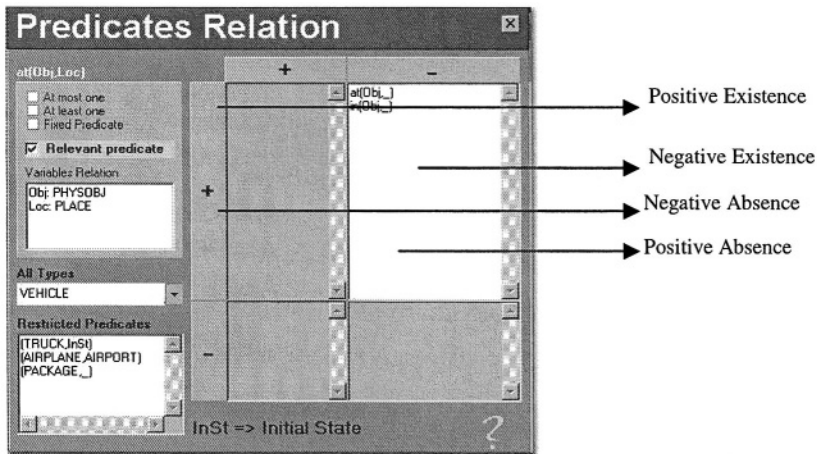 Predicates Relation
at(Obj,Loc)
At most one
At least one
Fixed Predicate
Relevant predicate
Variables Relation
Obj: PHYSOBJ
Loc: PLACE
All Types
VEHICLE
Restricted Predicates
(TRUCK,InSt)
(AIRPLANE,AIRPORT)
(PACKAGE,_)
+
-
+
-
at(Obj,_)
in(Obj,_)
InSt => Initial State
?
Positive Existence
Negative Existence
Negative Absence
Positive Absence